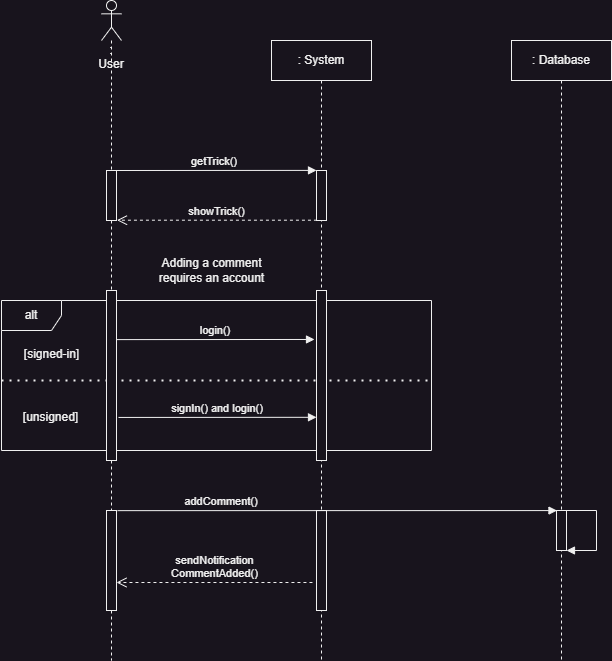 User
: System
: Database
getTrick()
showTrick()
Adding a comment
requires an account
alt
login()
[signed-in]
signIn() and login()
[unsigned]
addComment()
sendNotification
CommentAdded()